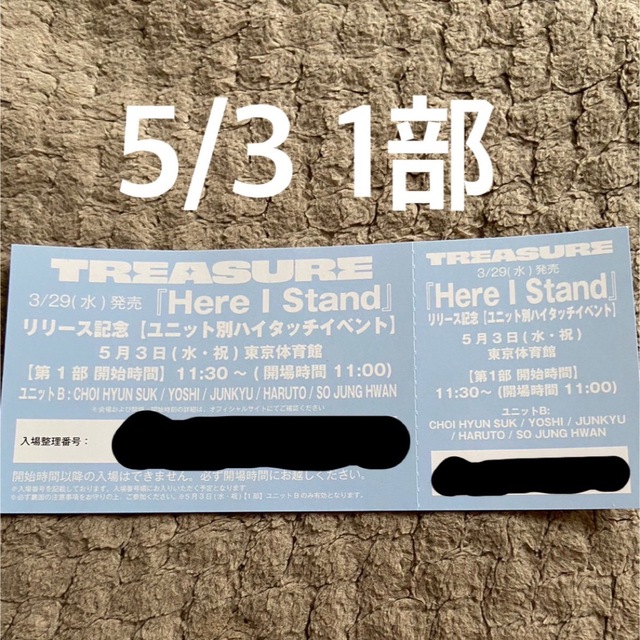 5/3 1部
TREASURE
3/29(水)発売『Here I Stand』
リリース記念【ユニット別ハイタッチイベント】
5月3日(水・祝)
東京体育館
【第1部 開始時間】11:30～(開場時間 11:00)
ユニットB : CHOI HYUN SUK / YOSHI / JUNKYU / HARUTO / SO JUNG HWAN
入場整理番号：
開始時間以降の入場はできません。必ず開場時間にお越しください。
TREASURE
3/29(水)発売
『Here I Stand』
リリース記念【ユニット別ハイタッチイベント】
5月3日(水・祝)
東京体育館
【第1部 開始時間】
11:30～(開場時間 11:00)
ユニットB:
CHOI HYUN SUK / YOSHI / JUNKYU
/ HARUTO / SO JUNG HWAN